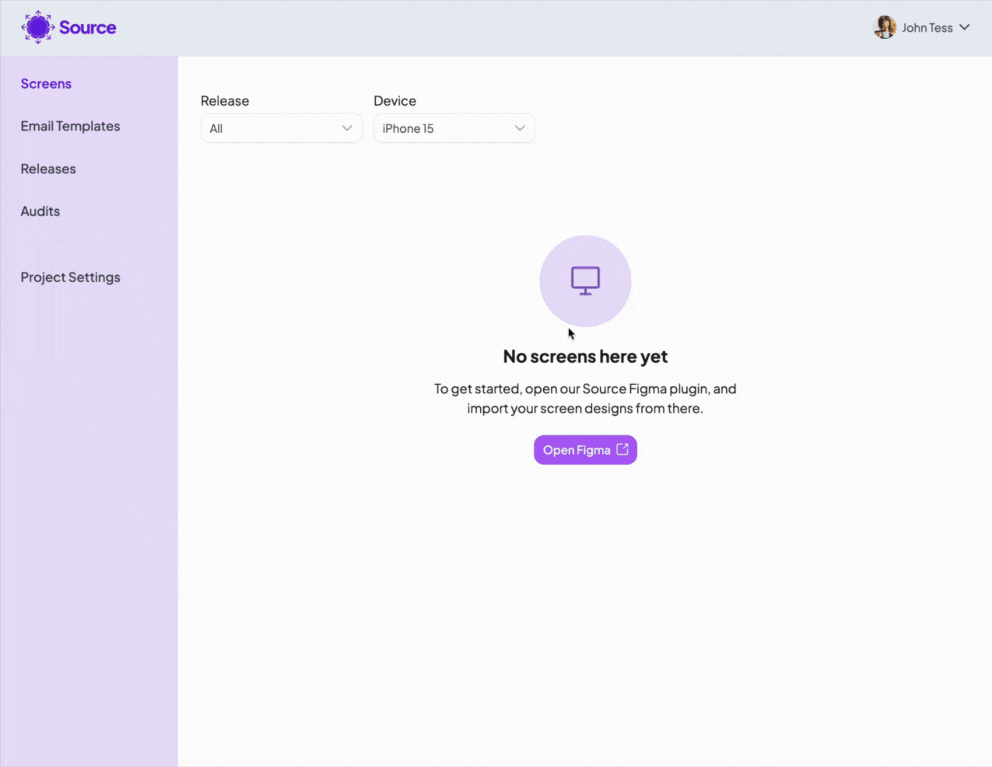 Source
John Tess
Screens
Email Templates
Releases
Audits
Project Settings
Release
Device
All
iPhone 15
No screens here yet
To get started, open our Source Figma plugin, and
import your screen designs from there.
Open Figma